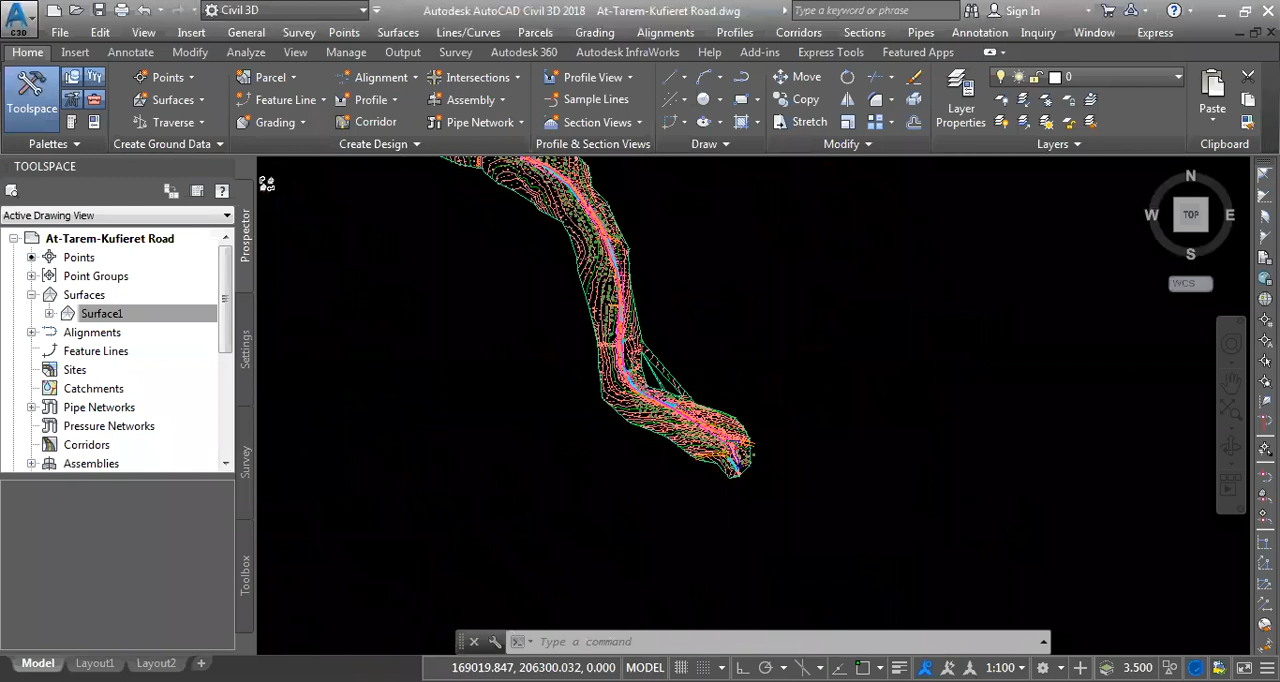 Civil 3D
Autodesk AutoCAD Civil 3D 2018 At-Tarem-Kufieret Road.dwg
Type a keyword or phrase
Sign In
C3D
File Edit View Insert General Survey Points Surfaces Lines/Curves Parcels Grading Alignments Profiles Corridors Sections Pipes Annotation Inquiry Window Express
Home Insert Annotate Modify Analyze View Manage Output Survey Autodesk 360 Autodesk InfraWorks Help Add-ins Express Tools Featured Apps
Toolspace
Points Parcel Alignment Intersections Profile View Move 0
Surfaces Feature Line Profile Assembly Sample Lines Copy
Traverse Grading Corridor Pipe Network Section Views Stretch
Layer Properties
Paste
Palettes Create Ground Data Create Design Profile & Section Views Draw Modify Layers Clipboard
TOOLSPACE
Active Drawing View
At-Tarem-Kufieret Road
Points
Point Groups
Surfaces
Surface1
Alignments
Feature Lines
Sites
Catchments
Pipe Networks
Pressure Networks
Corridors
Assemblies
Prospector
Settings
Survey
Toolbox
N
W TOP E
S
WCS
Type a command
Model Layout1 Layout2 +
169019.847, 206300.032, 0.000 MODEL 1:100 3.500